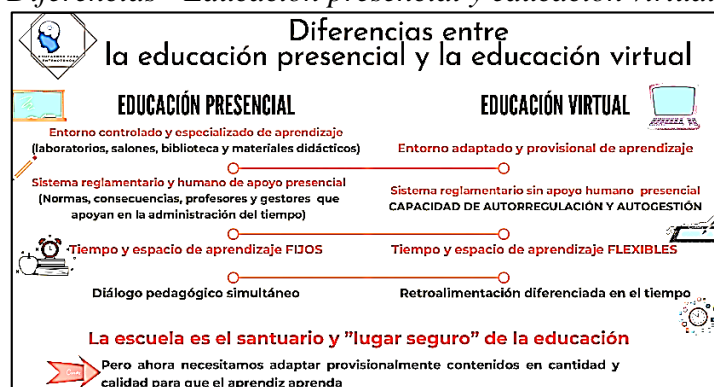 Diferencias - Educación presencial y educación virtual
Diferencias entre
la educación presencial y la educación virtual
EDUCACIÓN PRESENCIAL
Entorno controlado y especializado de aprendizaje
(laboratorios, salones, biblioteca y materiales didácticos)
Sistema reglamentario y humano de apoyo presencial
(Normas, consecuencias, profesores y gestores que
apoyan en la administración del tiempo)
Tiempo y espacio de aprendizaje FIJOS
Diálogo pedagógico simultáneo
EDUCACIÓN VIRTUAL
Entorno adaptado y provisional de aprendizaje
Sistema reglamentario sin apoyo humano presencial
CAPACIDAD DE AUTORREGULACIÓN Y AUTOGESTIÓN
Tiempo y espacio de aprendizaje FLEXIBLES
Retroalimentación diferenciada en el tiempo
La escuela es el santuario y "lugar seguro" de la educación
Pero ahora necesitamos adaptar provisionalmente contenidos en cantidad y
calidad para que el aprendiz aprenda